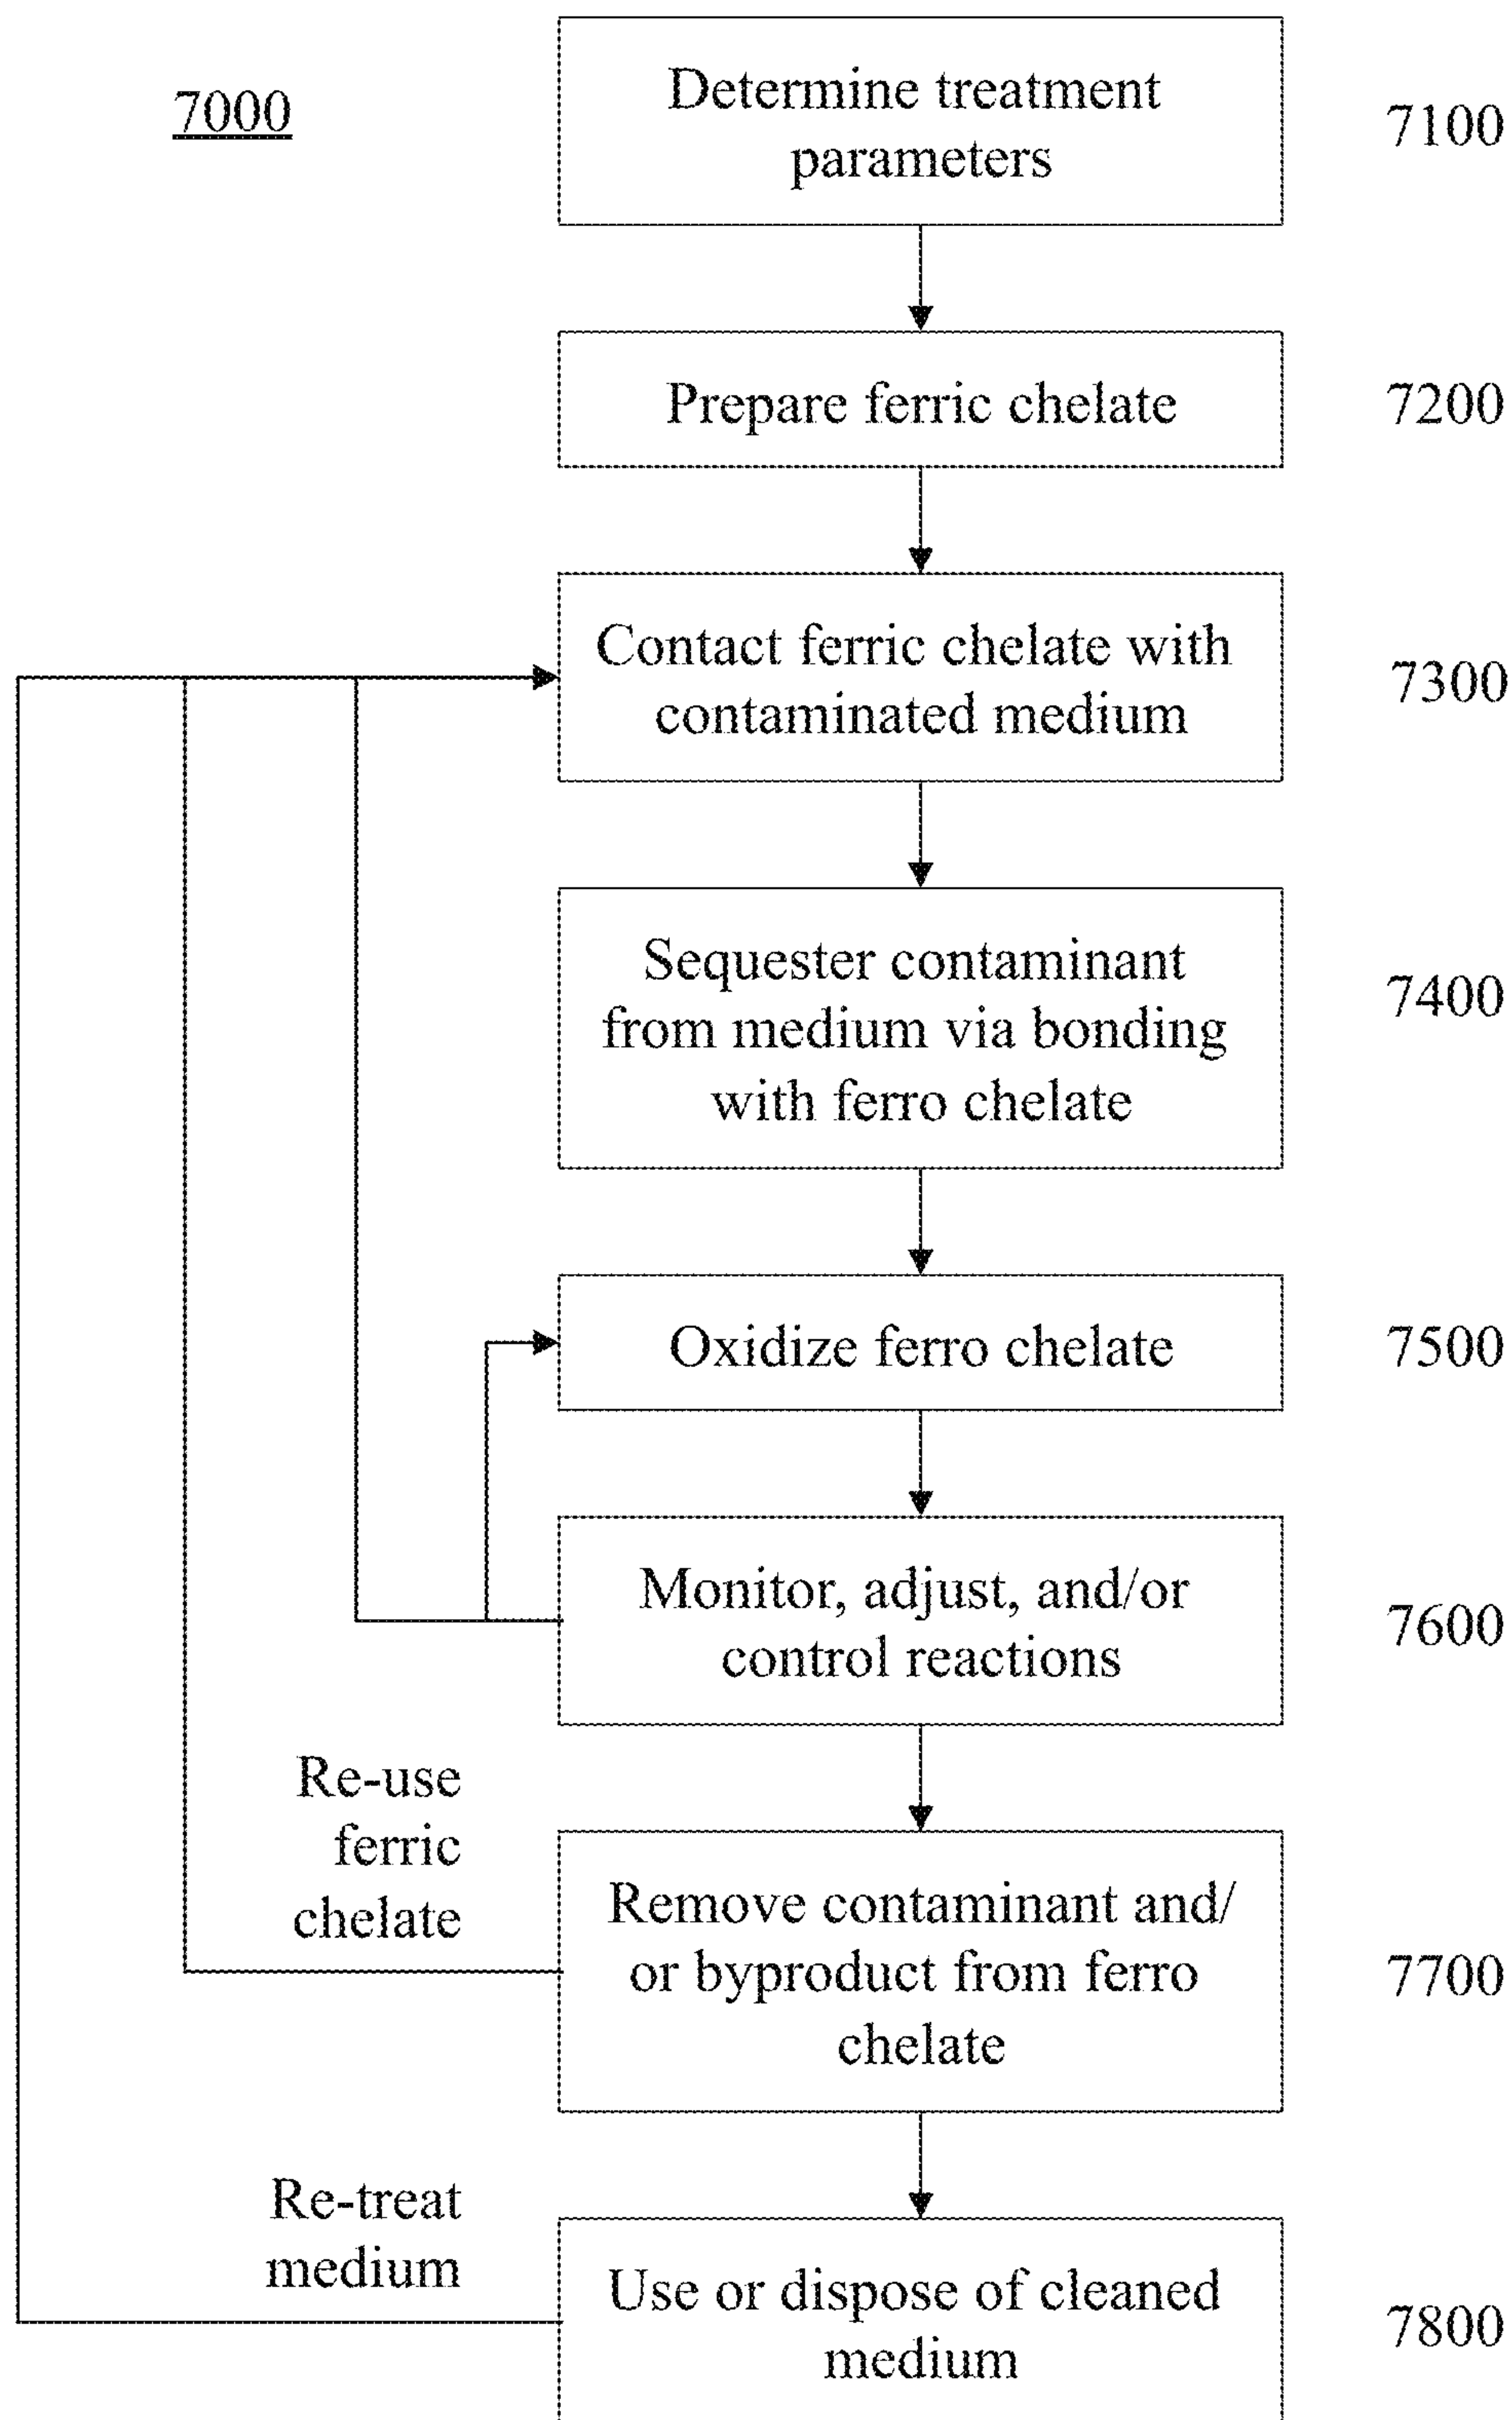 7000
Determine treatment
parameters
7100
Prepare ferric chelate
7200
Contact ferric chelate with
contaminated medium
7300
Sequester contaminant
from medium via bonding
with ferro chelate
7400
Oxidize ferro chelate
7500
Monitor, adjust, and/or
control reactions
7600
Re-use
ferric
chelate
Remove contaminant and/
or byproduct from ferro
chelate
7700
Re-treat
medium
Use or dispose of cleaned
medium
7800